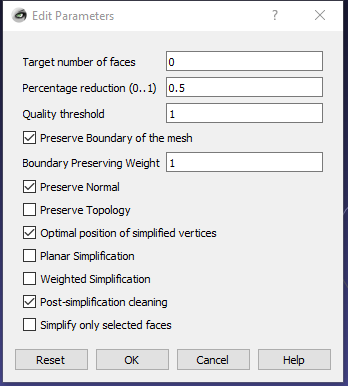 Edit Parameters ? ×
Target number of faces 0
Percentage reduction (0..1) 0.5
Quality threshold 1
Preserve Boundary of the mesh
Boundary Preserving Weight 1
Preserve Normal
Preserve Topology
Optimal position of simplified vertices
Planar Simplification
Weighted Simplification
Post-simplification cleaning
Simplify only selected faces
Reset OK Cancel Help